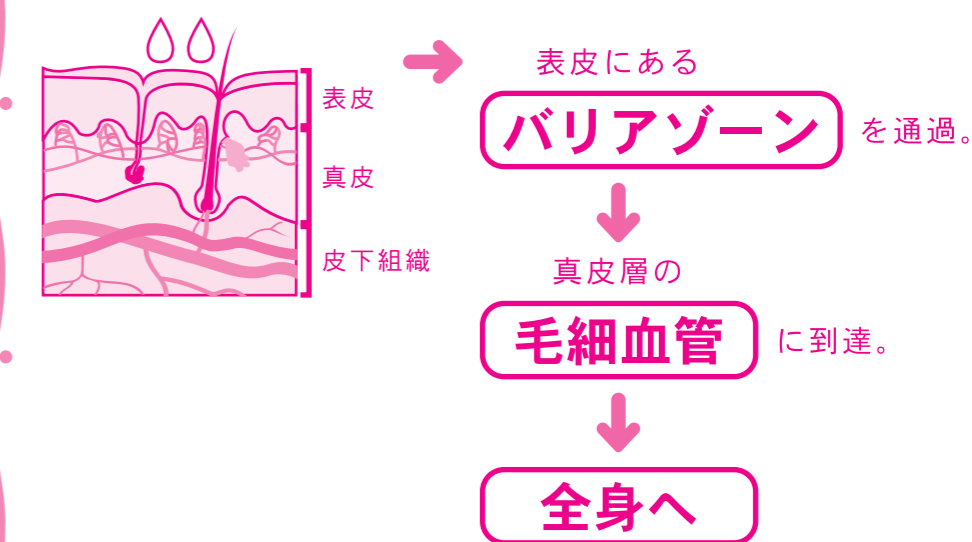 表皮
真皮
皮下組織
表皮にある
バリアゾーン を通過。
真皮層の
毛細血管 に到達。
全身へ